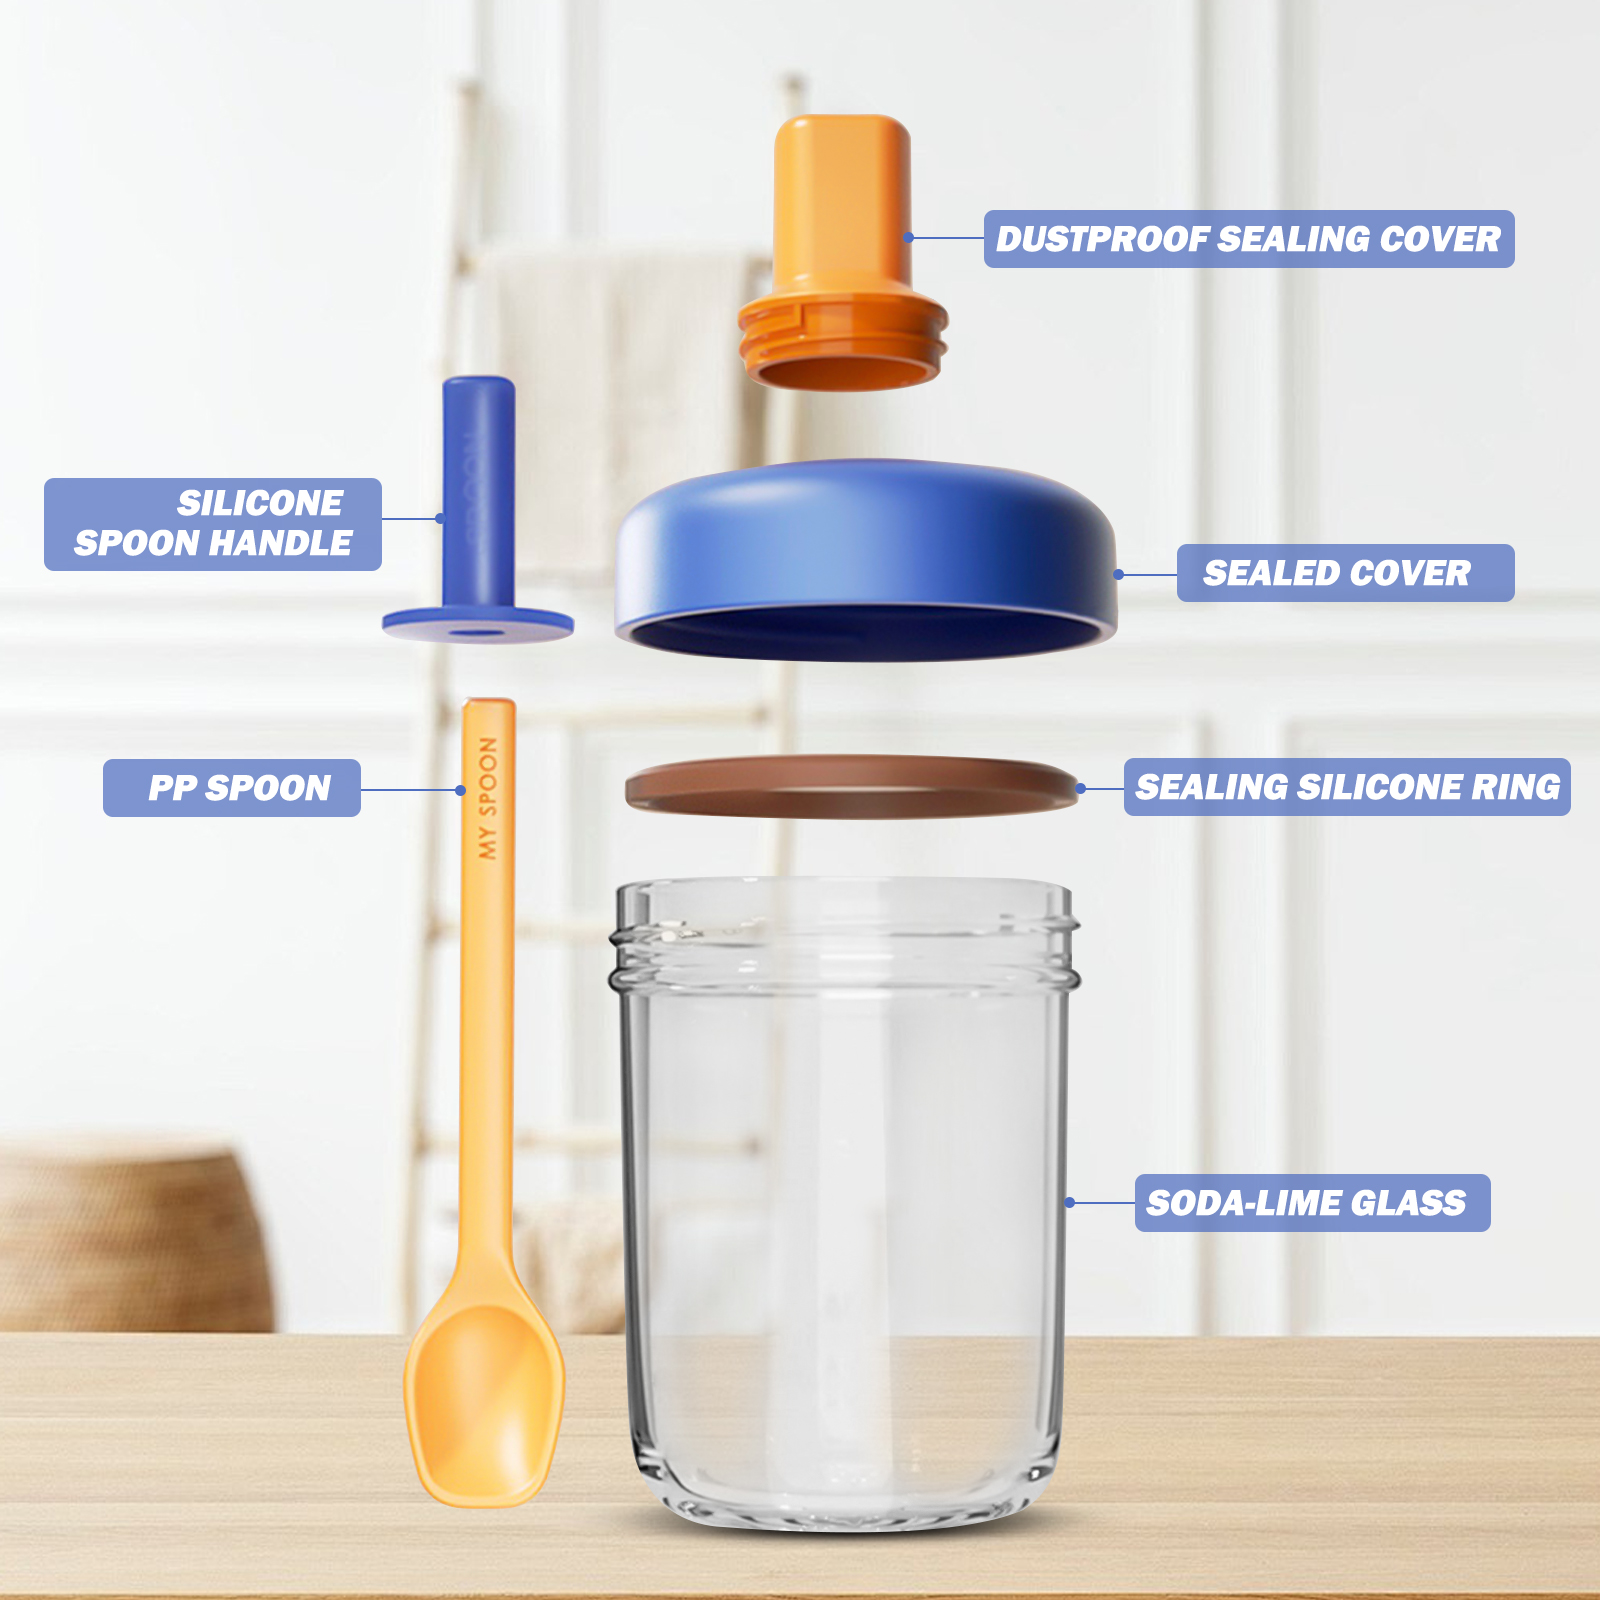 DUSTPROOF SEALING COVER
SILICONE
SPOON HANDLE
SEALED COVER
PP SPOON
SEALING SILICONE RING
MY SPOON
SODA-LIME GLASS